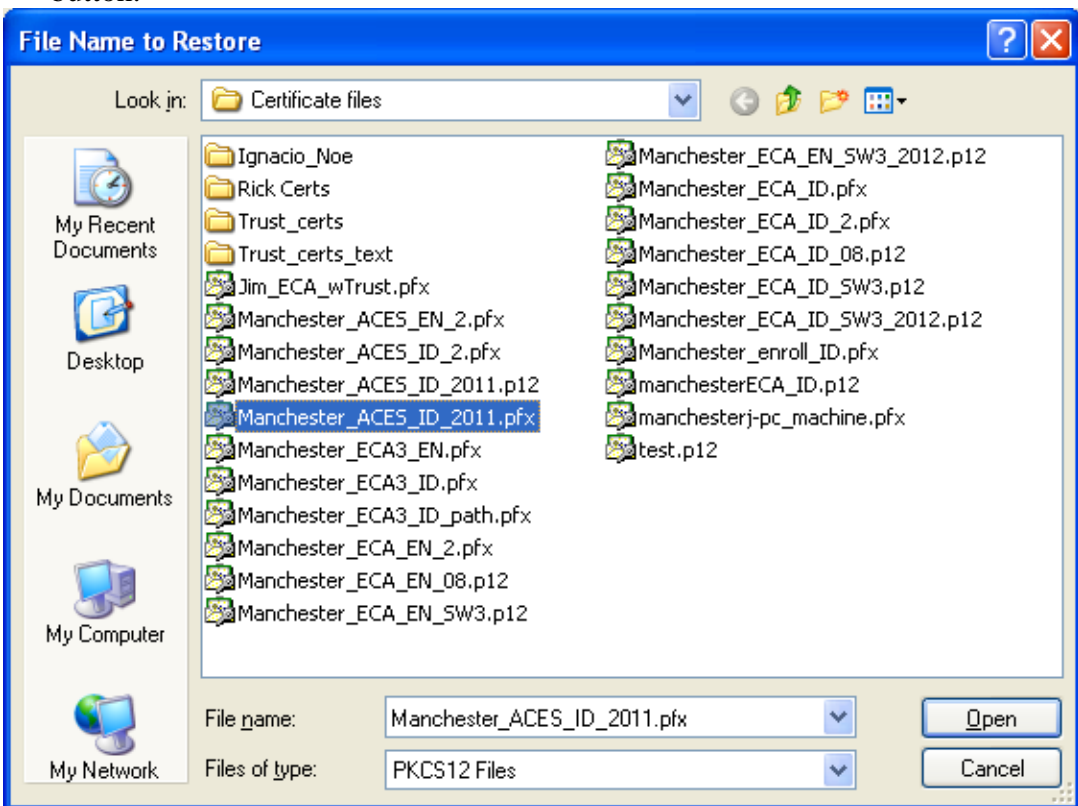 button.
File Name to Restore
Look in:
Certificate files
My Recent
Documents
Desktop
My Documents
My Computer
My Network
Ignacio_Noe
Rick Certs
Trust_certs
Trust_certs_text
Jim_ECA_wTrust.pfx
Manchester_ACES_EN_2.pfx
Manchester_ACES_ID_2.pfx
Manchester_ACES_ID_2011.p12
Manchester_ACES_ID_2011.pfx
Manchester_ECA3_EN.pfx
Manchester_ECA3_ID.pfx
Manchester_ECA3_ID_path.pfx
Manchester_ECA_EN_2.pfx
Manchester_ECA_EN_08.p12
Manchester_ECA_EN_SW3.p12
Manchester_ECA_EN_SW3_2012.p12
Manchester_ECA_ID.pfx
Manchester_ECA_ID_2.pfx
Manchester_ECA_ID_08.p12
Manchester_ECA_ID_SW3.p12
Manchester_ECA_ID_SW3_2012.p12
Manchester_enroll_ID.pfx
manchesterECA_ID.p12
manchesterj-pc_machine.pfx
test.p12
File name:
Manchester_ACES_ID_2011.pfx
Open
Files of type:
PKCS12 Files
Cancel